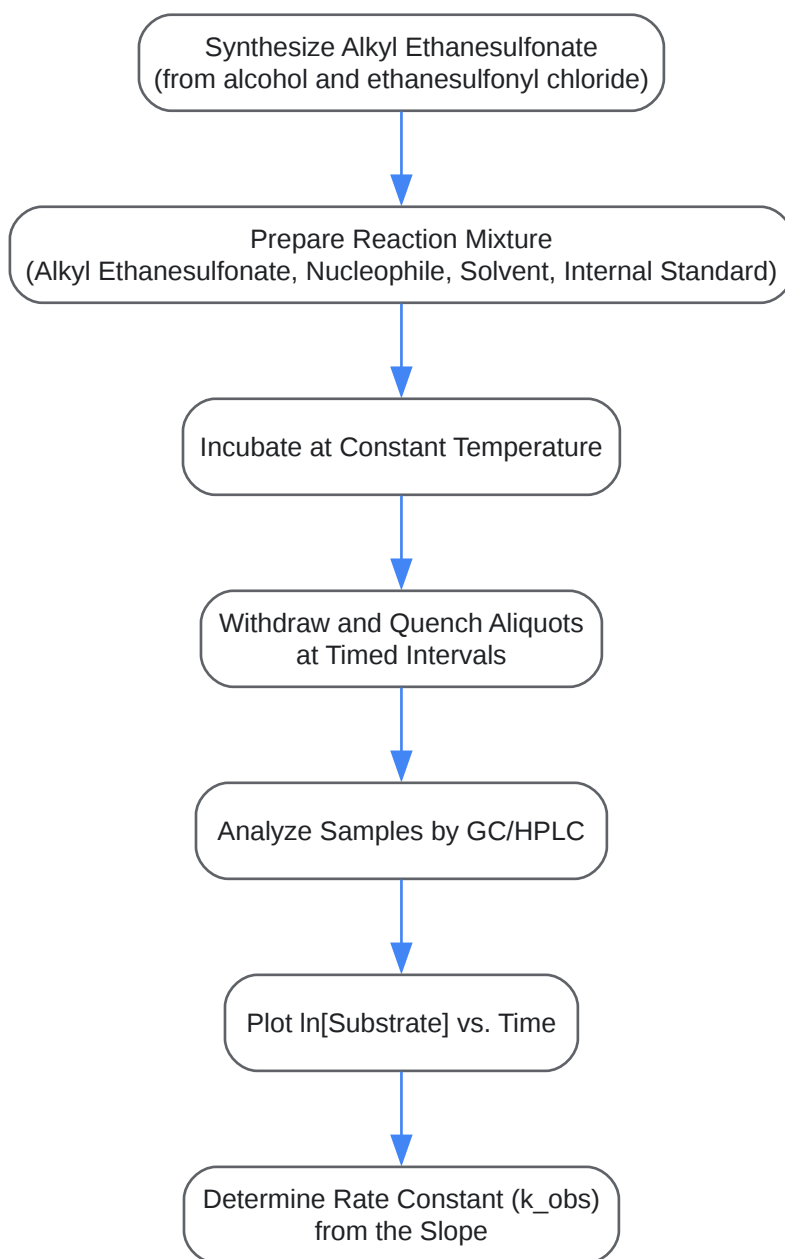 Synthesize Alkyl Ethanesulfonate
(from alcohol and ethanesulfonyl chloride)
Prepare Reaction Mixture
(Alkyl Ethanesulfonate, Nucleophile, Solvent, Internal Standard)
Incubate at Constant Temperature
Withdraw and Quench Aliquots
at Timed Intervals
Analyze Samples by GC/HPLC
Plot ln[Substrate] vs. Time
Determine Rate Constant (k_obs)
from the Slope